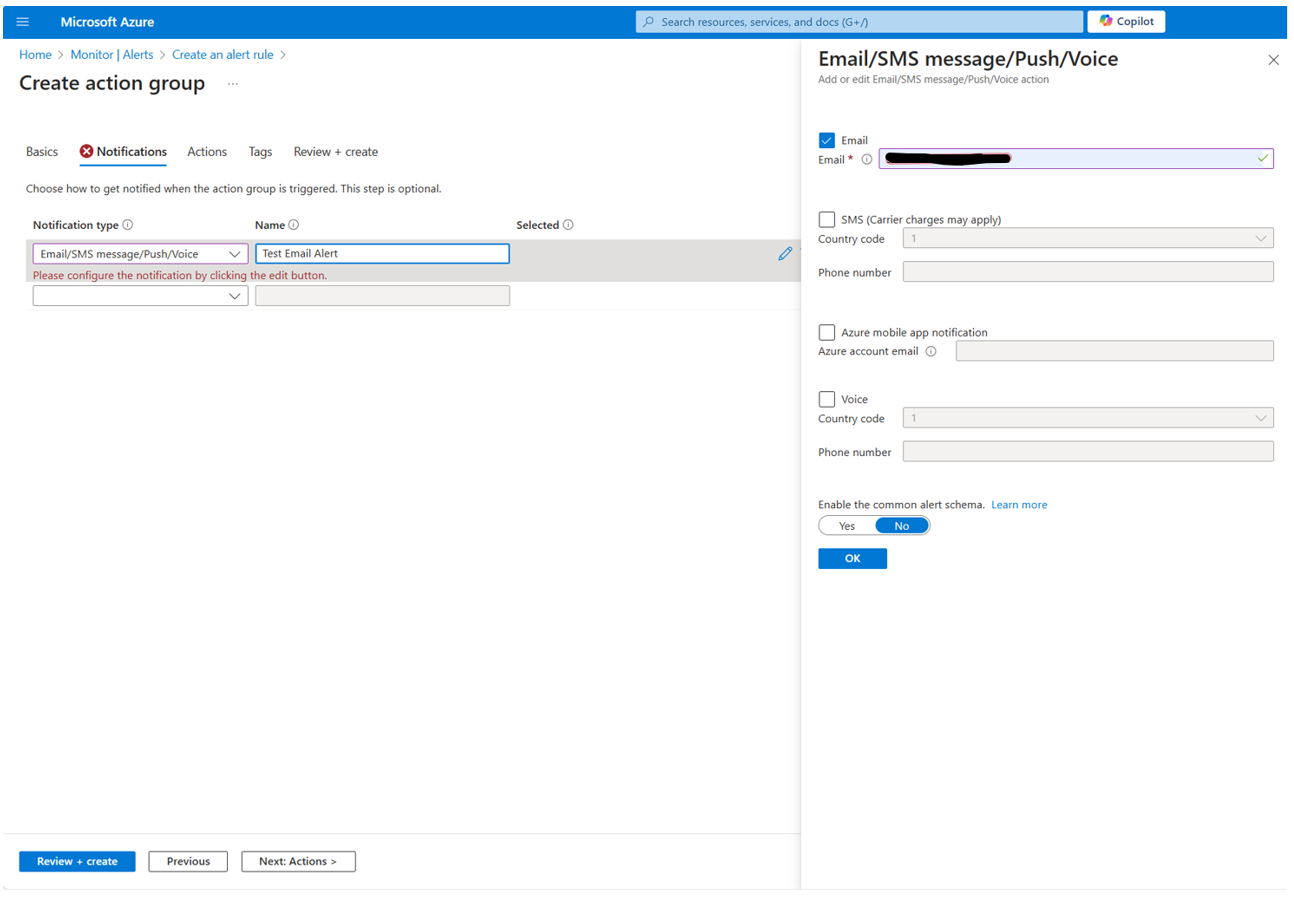 Microsoft Azure
Search resources, services, and docs (G+/)
Copilot
Home > Monitor | Alerts > Create an alert rule >
Create action group ...
Basics Notifications Actions Tags Review + create
Choose how to get notified when the action group is triggered. This step is optional.
Notification type Name Selected
Email/SMS message/Push/Voice Test Email Alert
Please configure the notification by clicking the edit button.
Review + create Previous Next: Actions >
Email/SMS message/Push/Voice
Add or edit Email/SMS message/Push/Voice action
Email
Email *
SMS (Carrier charges may apply)
Country code 1
Phone number
Azure mobile app notification
Azure account email
Voice
Country code 1
Phone number
Enable the common alert schema. Learn more
Yes No
OK